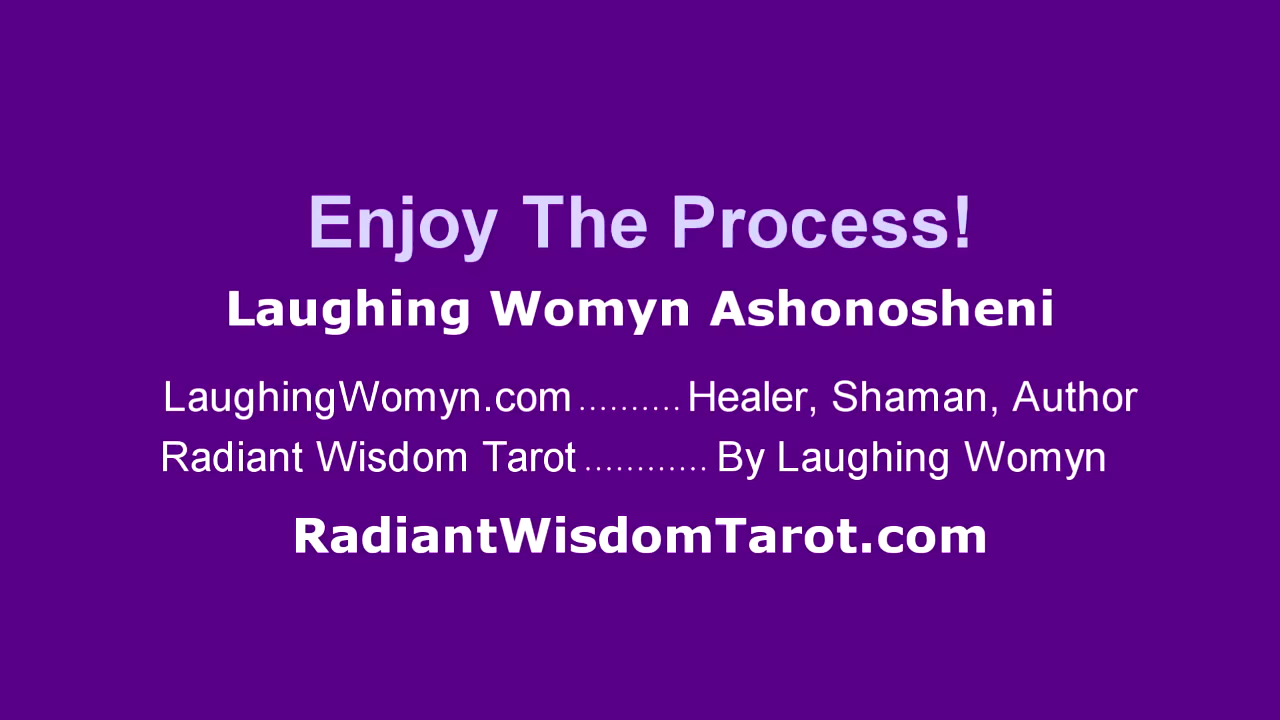 Enjoy The Process!
Laughing Womyn Ashonosheni
LaughingWomyn.com .......... Healer, Shaman, Author
Radiant Wisdom Tarot ............ By Laughing Womyn
RadiantWisdomTarot.com